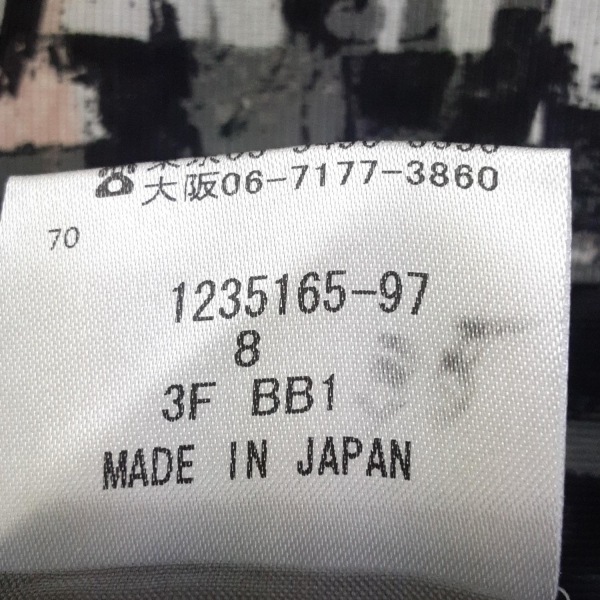 ☎
大阪06-7177-3860
70
1235165-97
8
3F BB1
MADE IN JAPAN